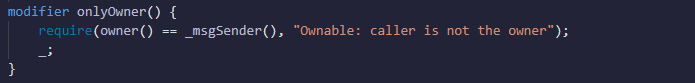 modifier onlyOwner() {
    require(owner() == _msgSender(), "Ownable: caller is not the owner");
    _;
}